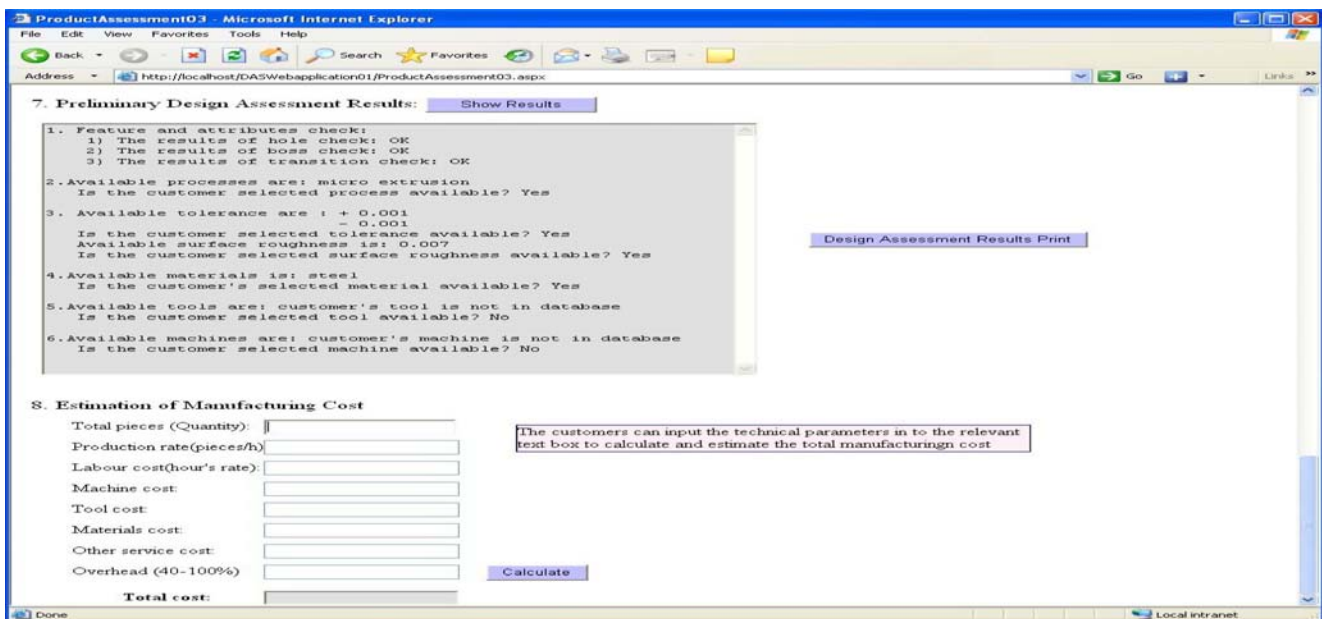 ProductAssessment03 - Microsoft Internet Explorer
File Edit View Favorites Tools Help
Back Search Favorites
Address http://localhost/DASWebapplication01/ProductAssessment03.aspx Go Links »
7. Preliminary Design Assessment Results: Show Results
1. Feature and attributes check:
1) The results of hole check: OK
2) The results of boss check: OK
3) The results of transition check: OK
2.Available processes are: micro extrusion
Is the customer selected process available? Yes
3. Available tolerance are : + 0.001
- 0.001
Is the customer selected tolerance available? Yes
Available surface roughness is: 0.007
Is the customer selected surface roughness available? Yes
4.Available materials is: steel
Is the customer's selected material available? Yes
5.Available tools are: customer's tool is not in database
Is the customer selected tool available? No
6.Available machines are: customer's machine is not in database
Is the customer selected machine available? No
Design Assessment Results Print
8. Estimation of Manufacturing Cost
Total pieces (Quantity):
Production rate(pieces/h)
Labour cost(hour's rate):
Machine cost:
Tool cost:
Materials cost:
Other service cost:
Overhead (40-100%)
Total cost:
The customers can input the technical parameters in to the relevant
text box to calculate and estimate the total manufacturingn cost
Calculate
Done Local intranet